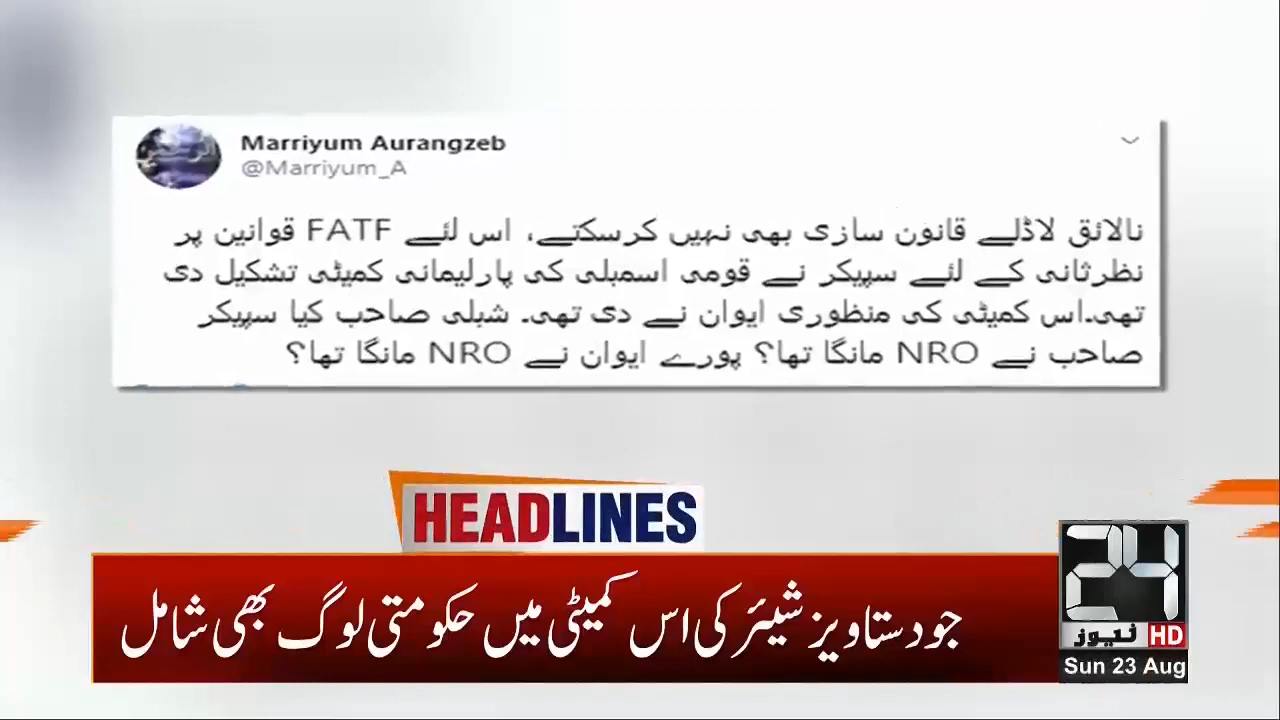 Marriyum Aurangzeb
@Marriyum_A
نالائق لاڈلے قانون سازی بھی نہیں کرسکتے، اس لئے FATF قوانین پر
نظرثانی کے لئے سپیکر نے قومی اسمبلی کی پارلیمانی کمیٹی تشکیل دی
تھی۔اس کمیٹی کی منظوری ایوان نے دی تھی۔ شبلی صاحب کیا سپیکر
صاحب نے NRO مانگا تھا؟ پورے ایوان نے NRO مانگا تھا؟
HEADLINES
جو دستاویز شیئر کی اس کمیٹی میں حکومتی لوگ بھی شامل
24
نیوز HD
Sun 23 Aug